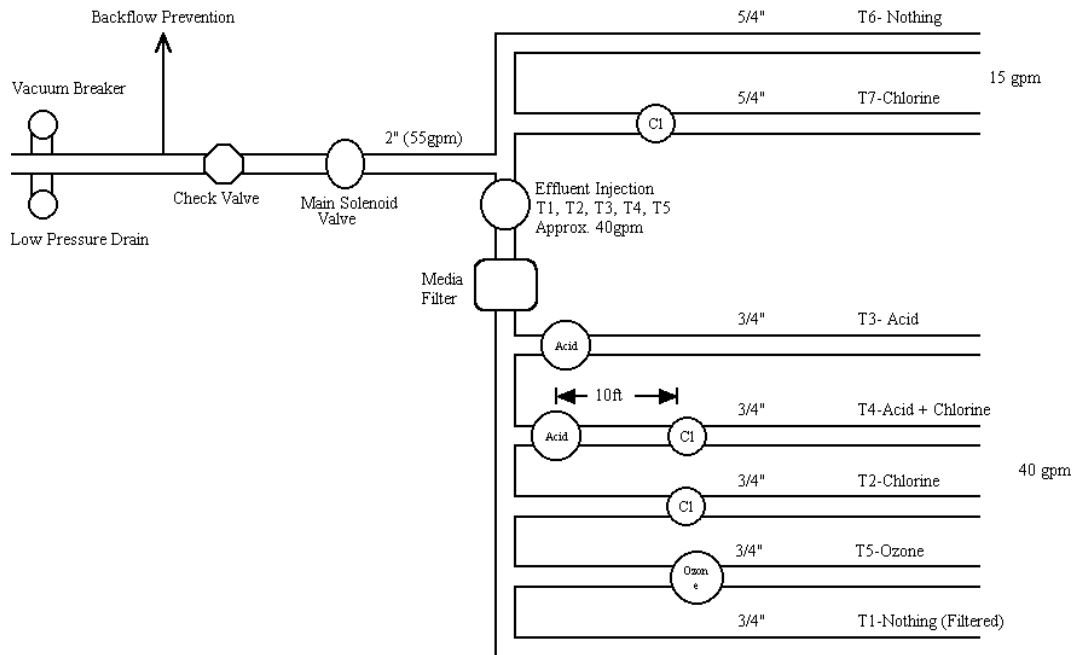 Backflow Prevention
5/4"
T6- Nothing
15 gpm
Vacuum Breaker
5/4"
T7-Chlorine
Cl
2" (55gpm)
Check Valve
Main Solenoid
Valve
Effluent Injection
T1, T2, T3, T4, T5
Approx. 40gpm
Low Pressure Drain
Media
Filter
3/4"
T3- Acid
Acid
10ft
3/4"
T4-Acid + Chlorine
Acid
Cl
40 gpm
3/4"
T2-Chlorine
Cl
3/4"
T5-Ozone
Ozon
e
3/4"
T1-Nothing (Filtered)